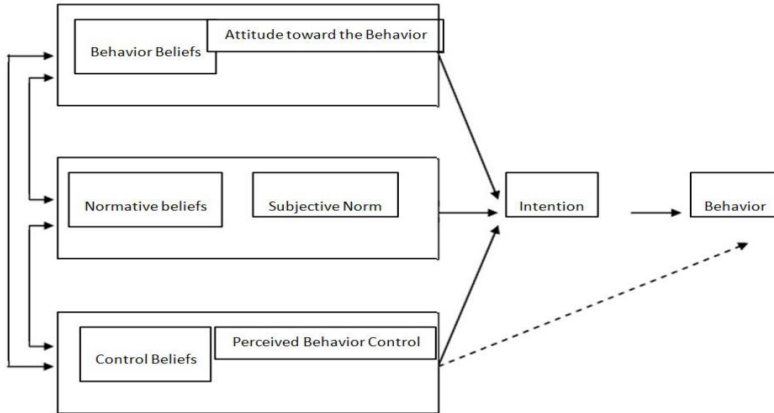 Attitude toward the Behavior
Behavior Beliefs
Normative beliefs
Subjective Norm
Intention
Behavior
Perceived Behavior Control
Control Beliefs